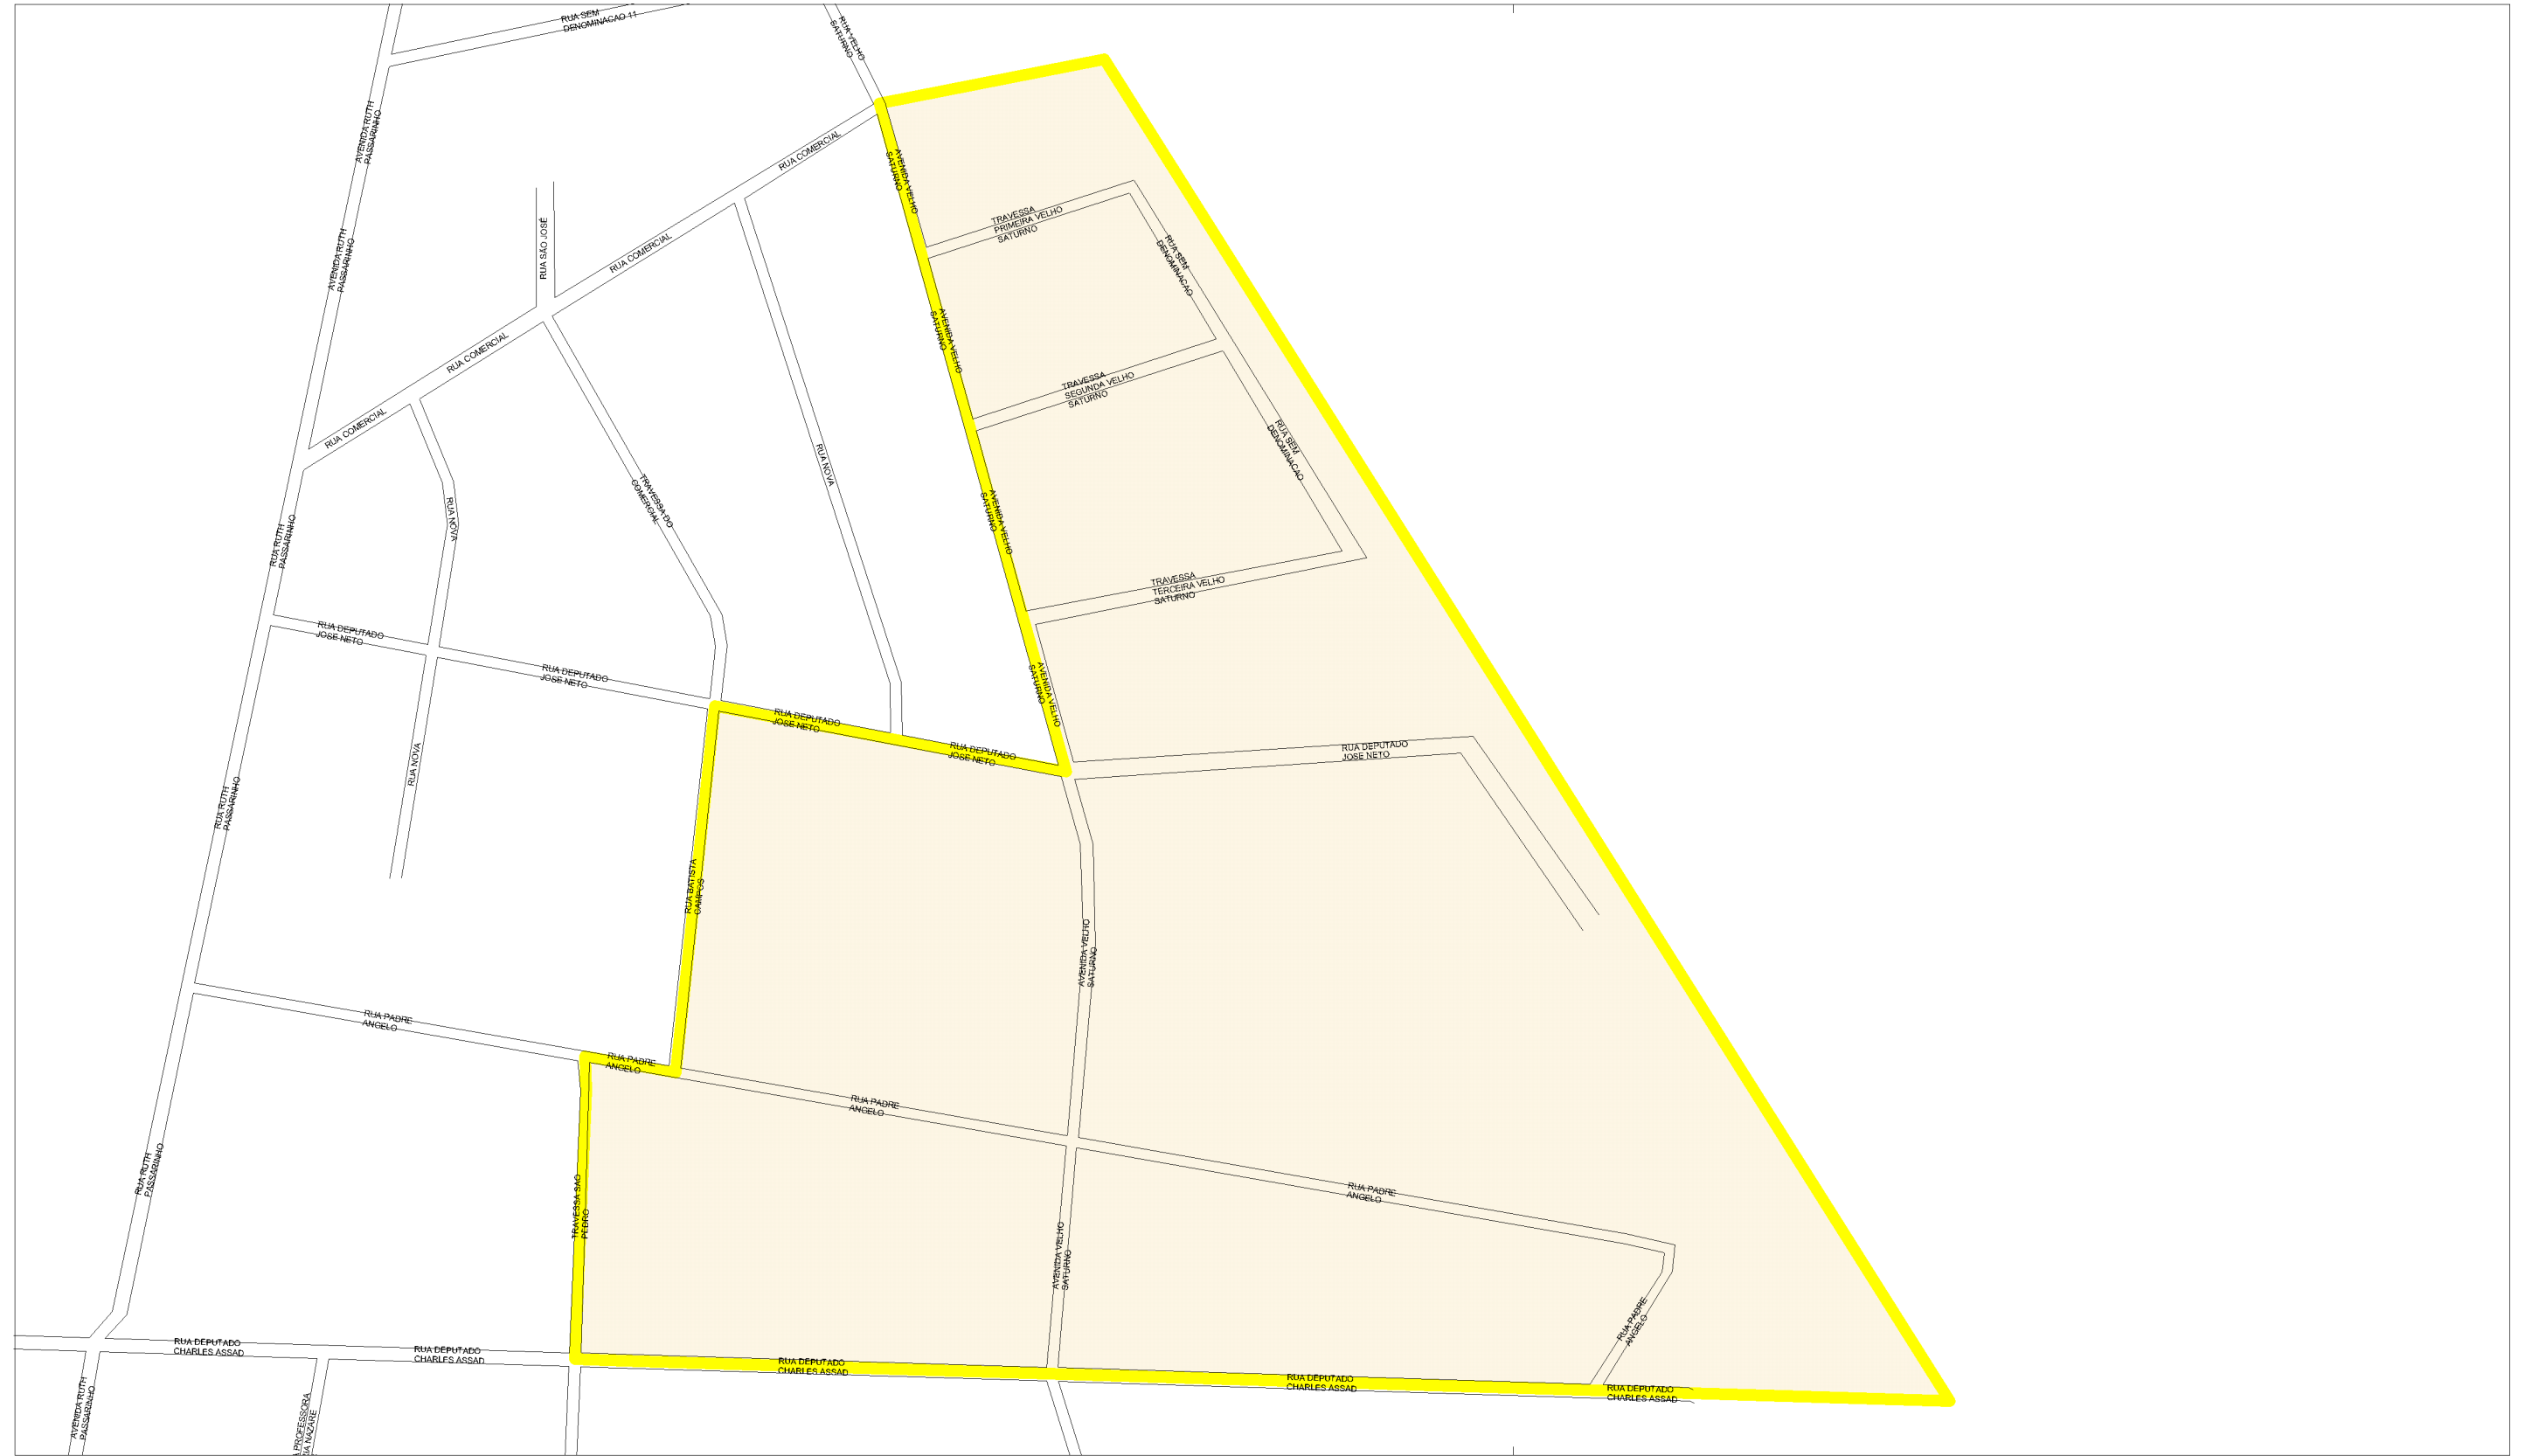 RUA SEM
DENOMINACAO 11
RUA VELHO
SATURNO
AVENIDA RUTH
PASSARINHO
RUA COMERCIAL
AVENIDA VELHO
SATURNO
TRAVESSA
PRIMEIRA VELHO
SATURNO
RUA SÃO JOSÉ
RUA COMERCIAL
AVENIDA RUTH
PASSARINHO
RUA SEM
DENOMINACAO
RUA COMERCIAL
AVENIDA VELHO
SATURNO
TRAVESSA
SEGUNDA VELHO
SATURNO
RUA COMERCIAL
RUA SEM
DENOMINACAO
RUA NOVA
TRAVESSA DO
COMERCIAL
RUA NOVA
AVENIDA VELHO
SATURNO
RUA RUTH
PASSARINHO
TRAVESSA
TERCEIRA VELHO
SATURNO
RUA DEPUTADO
JOSE NETO
RUA DEPUTADO
JOSE NETO
AVENIDA VELHO
SATURNO
RUA DEPUTADO
JOSE NETO
RUA DEPUTADO
JOSE NETO
RUA DEPUTADO
JOSE NETO
RUA NOVA
RUA RUTH
PASSARINHO
RUA BATISTA
CAMPOS
AVENIDA VELHO
SATURNO
RUA PADRE
ANGELO
RUA PADRE
ANGELO
RUA PADRE
ANGELO
RUA RUTH
PASSARINHO
TRAVESSA SAO
PEDRO
RUA PADRE
ANGELO
AVENIDA VELHO
SATURNO
RUA PADRE
ANGELO
RUA DEPUTADO
CHARLES ASSAD
RUA DEPUTADO
CHARLES ASSAD
RUA DEPUTADO
CHARLES ASSAD
RUA DEPUTADO
CHARLES ASSAD
RUA DEPUTADO
CHARLES ASSAD
AVENIDA RUTH
PASSARINHO
PROFESSORA
NAZARE